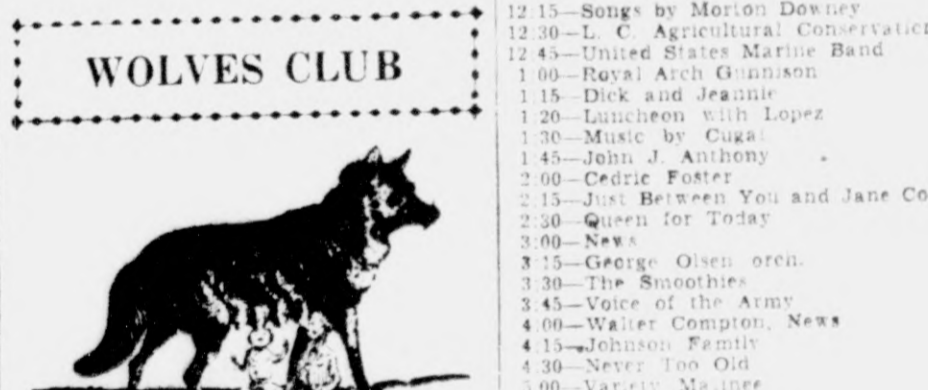 WOLVES CLUB
12:15—Songs by Morton Downey
12:30—L. C. Agricultural
12:45—United States Marine Band
1:00—Royal Arch Gunnison
1:15—Dick and Jeannie
1:20—Luncheon with Lopez
1:30—Music by Cugat
1:45—John J. Anthony
2:00—Cedric Foster
2:15—Just Between You and Jane Co
2:30—Queen for Today
3:00—News
3:15—George Olsen orch.
3:30—The Smoothies
3:45—Voice of the Army
4:00—Walter Compton, News
4:15—Johnson Family
4:30—Never Too Old
5:00—Variety Matinee